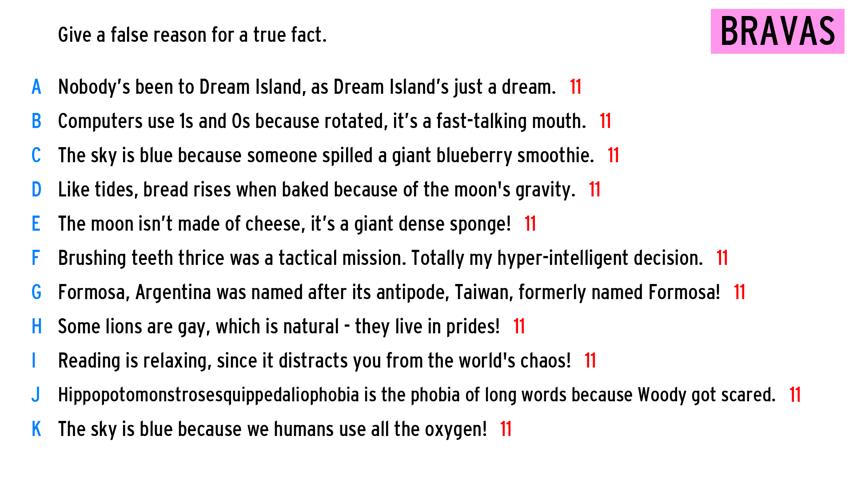 Give a false reason for a true fact.
BRAVAS
A Nobody's been to Dream Island, as Dream Island's just a dream. 11
B Computers use 1s and 0s because rotated, it's a fast-talking mouth. 11
C The sky is blue because someone spilled a giant blueberry smoothie. 11
D Like tides, bread rises when baked because of the moon's gravity. 11
E The moon isn't made of cheese, it's a giant dense sponge! 11
F Brushing teeth thrice was a tactical mission. Totally my hyper-intelligent decision. 11
G Formosa, Argentina was named after its antipode, Taiwan, formerly named Formosa! 11
H Some lions are gay, which is natural - they live in prides! 11
I Reading is relaxing, since it distracts you from the world's chaos! 11
J Hippopotomonstrosesquippedaliophobia is the phobia of long words because Woody got scared. 11
K The sky is blue because we humans use all the oxygen! 11